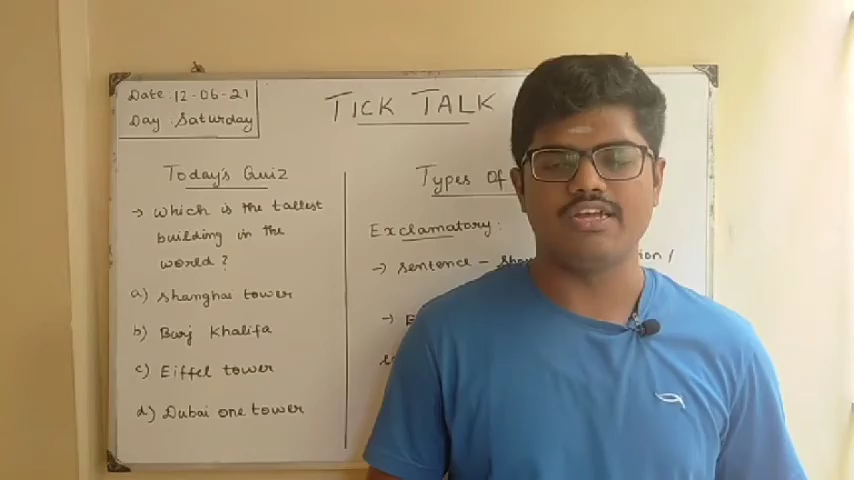 Date: 12-06-21
Day: Saturday
TICK TALK
Today's Quiz
→ Which is the tallest
building in the
world?
a) Shanghai tower
b) Burj Khalifa
c) Eiffel tower
d) Dubai one tower
Types of
Exclamatory:
→ sentence -